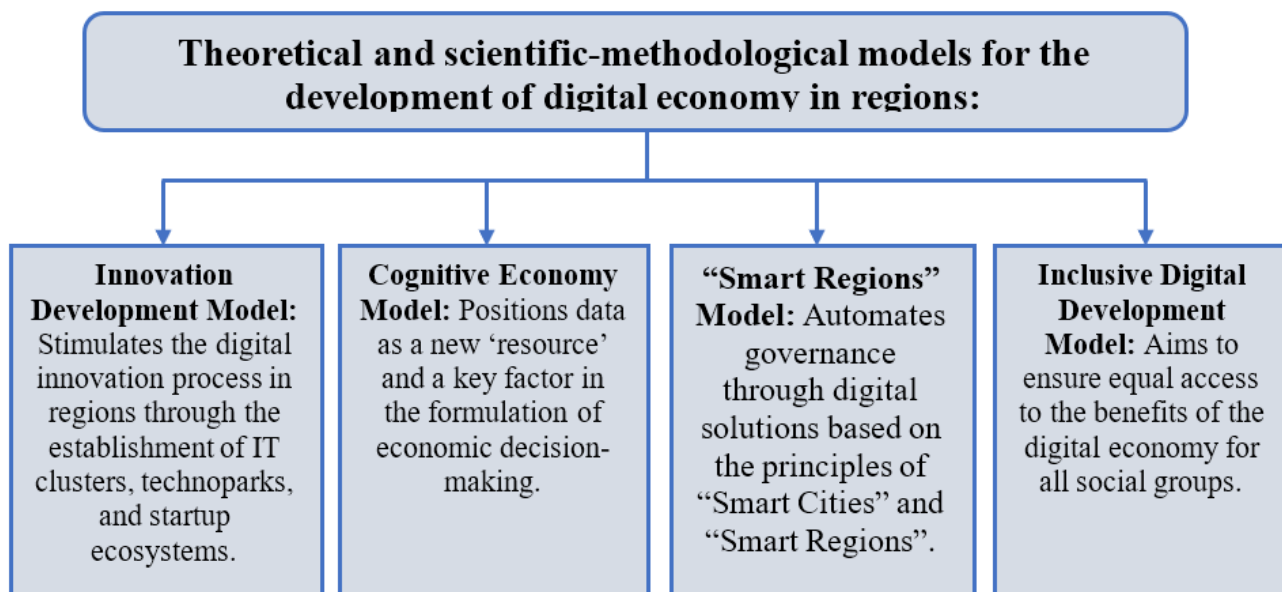 Theoretical and scientific-methodological models for the
development of digital economy in regions:
Innovation
Development Model:
Stimulates the digital
innovation process in
regions through the
establishment of IT
clusters, technoparks,
and startup
ecosystems.
Cognitive Economy
Model: Positions data
as a new ‘resource’
and a key factor in
the formulation of
economic decision-
making.
“Smart Regions”
Model: Automates
governance
through digital
solutions based on
the principles of
“Smart Cities” and
“Smart Regions”.
Inclusive Digital
Development
Model: Aims to
ensure equal access
to the benefits of the
digital economy for
all social groups.